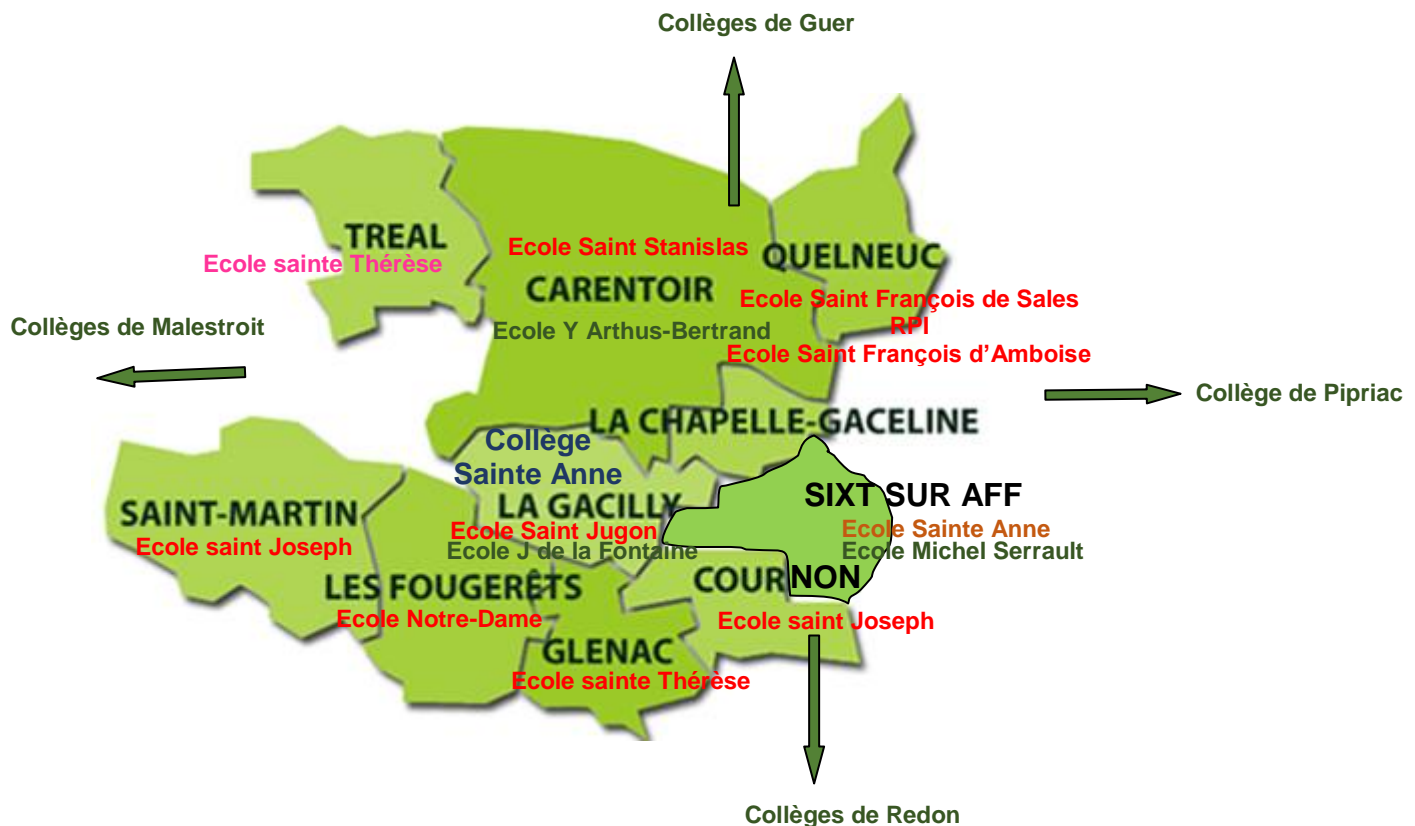 Collèges de Guer
TREAL
Ecole sainte Thérèse
Ecole Saint Stanislas
CARENTOIR
Ecole Y Arthus-Bertrand
QUELNEUC
Ecole Saint François de Sales
RPI
Ecole Saint François d’Amboise
Collèges de Malestroit
Collège de Pipriac
LA CHAPELLE-GACELINE
Collège
Sainte Anne
LA GACILLY
Ecole Saint Jugon
Ecole J de la Fontaine
SIXT SUR AFF
Ecole Sainte Anne
Ecole Michel Serrault
SAINT-MARTIN
Ecole saint Joseph
LES FOUGERÊTS
Ecole Notre-Dame
COURNON
Ecole saint Joseph
GLENAC
Ecole sainte Thérèse
Collèges de Redon